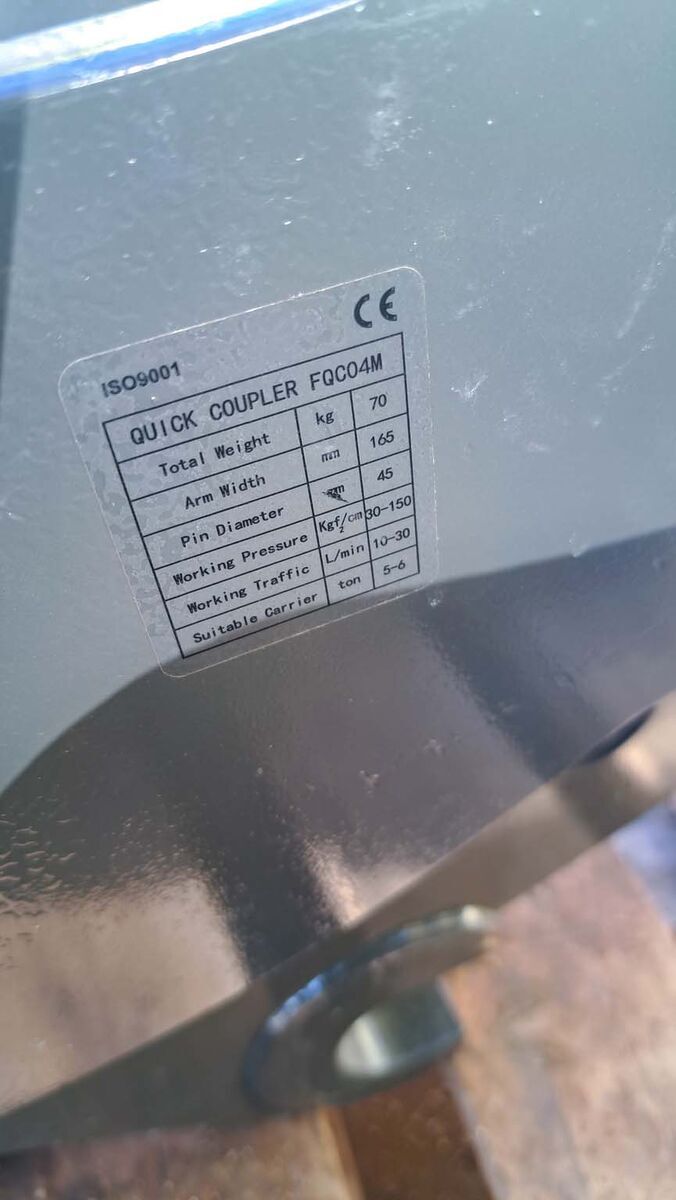 CE
ISO9001
QUICK COUPLER FQC04M
Total Weight kg 70
Arm Width mm 165
Pin Diameter mm 45
Working Pressure Kgf/cm2 30-150
Working Traffic L/min 10-30
Suitable Carrier ton 5-6